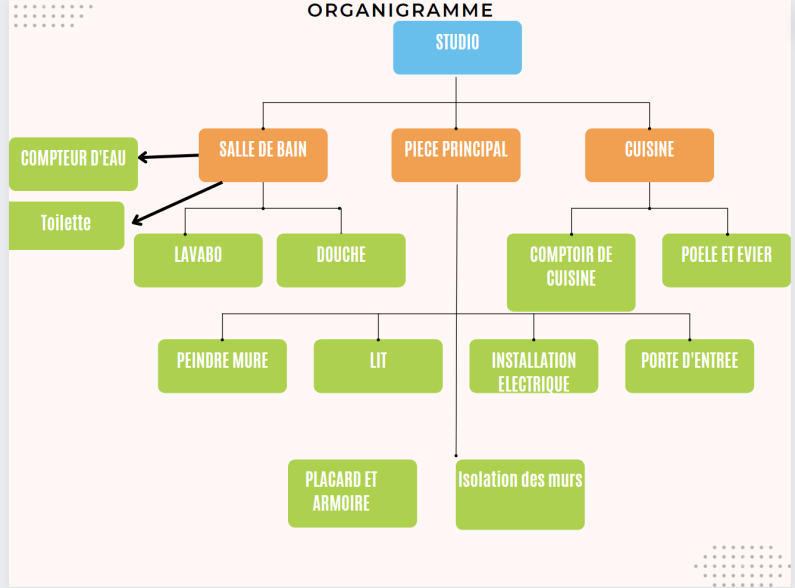 ORGANIGRAMME
STUDIO
SALLE DE BAIN
PIECE PRINCIPAL
CUISINE
COMPTEUR D'EAU
Toilette
LAVABO
DOUCHE
COMPTOIR DE
CUISINE
POELE ET EVIER
PEINDRE MURE
LIT
INSTALLATION
ELECTRIQUE
PORTE D'ENTREE
PLACARD ET
ARMOIRE
Isolation des murs